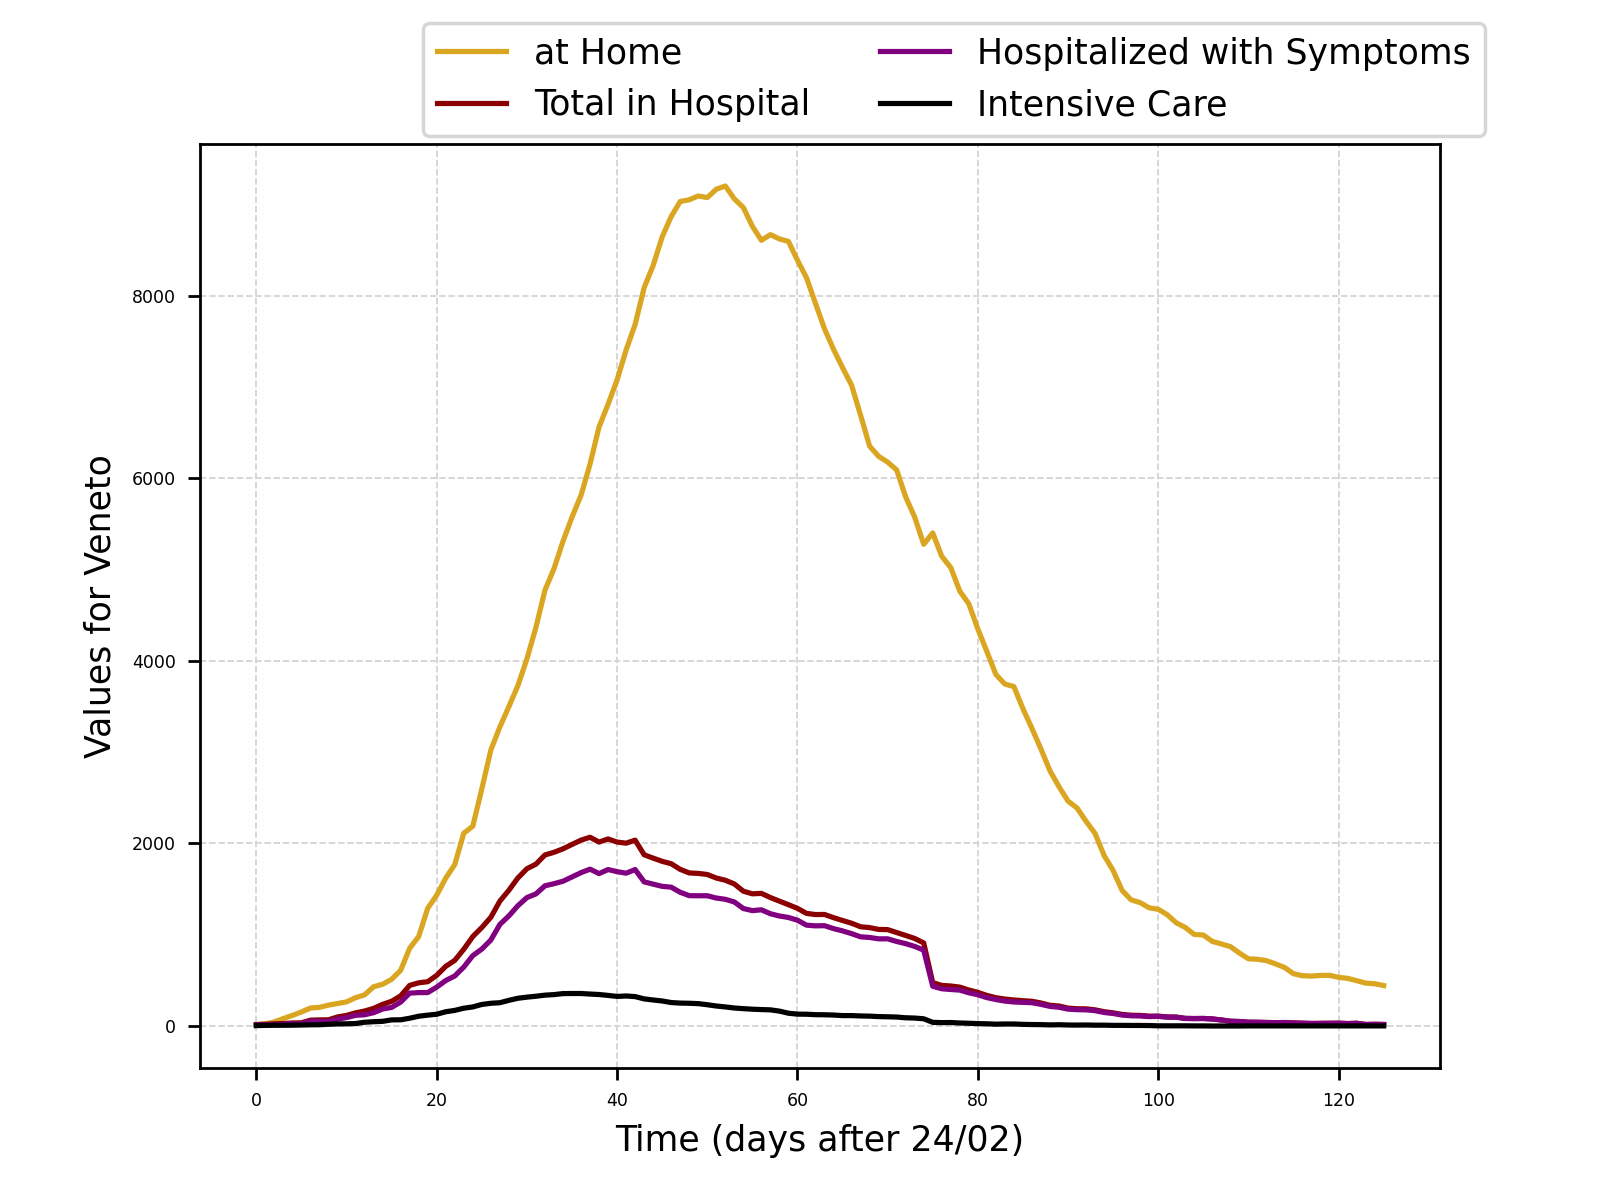 at Home
Hospitalized with Symptoms
Total in Hospital
Intensive Care
Values for Veneto
8000
6000
4000
2000
0
0 20 40 60 80 100 120
Time (days after 24/02)